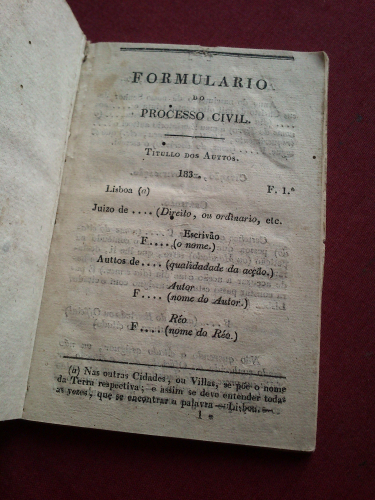 FORMULARIO
DO
PROCESSO CIVIL.
TITULLO DOS AUTTOS.
183..
Lisboa (a) F. 1.ª
Juizo de .... (Direito, ou ordinario, etc.
Escrivão
F..... (o nome.)
Auttos de.... (qualidadade da acção.)
Autor
F.... (nome do Autor.)
Réo
F.... (nome do Réo.)
(a) Nas outras Cidades, ou Villas, se põe o nome
da Terra respectiva; e assim se deve entender todas
as vezes, que se encontrar a palavra — Lisboa. —
1 *